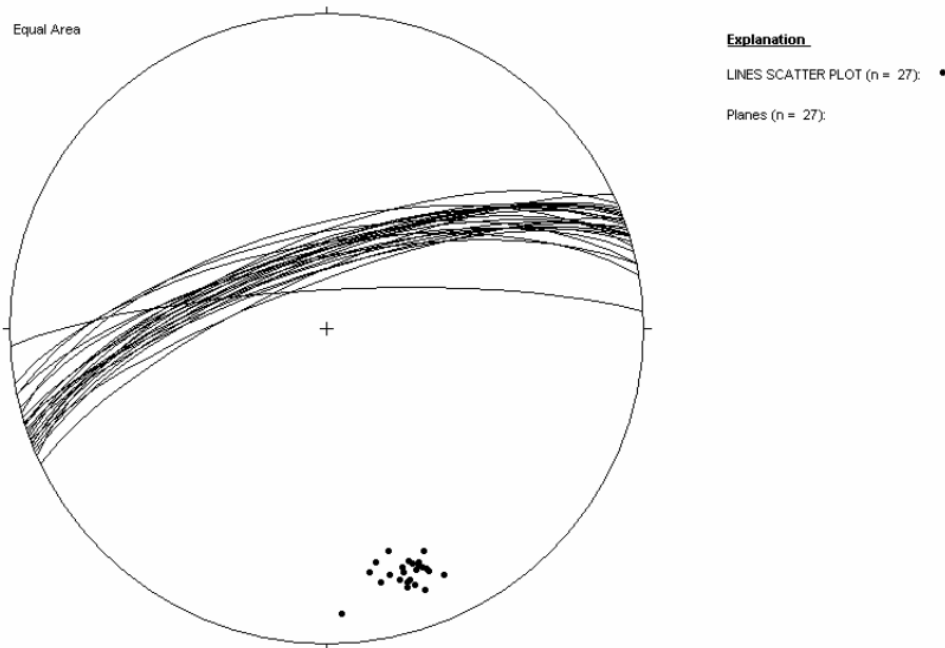 Equal Area
Explanation
LINES SCATTER PLOT (n = 27):
Planes (n = 27):